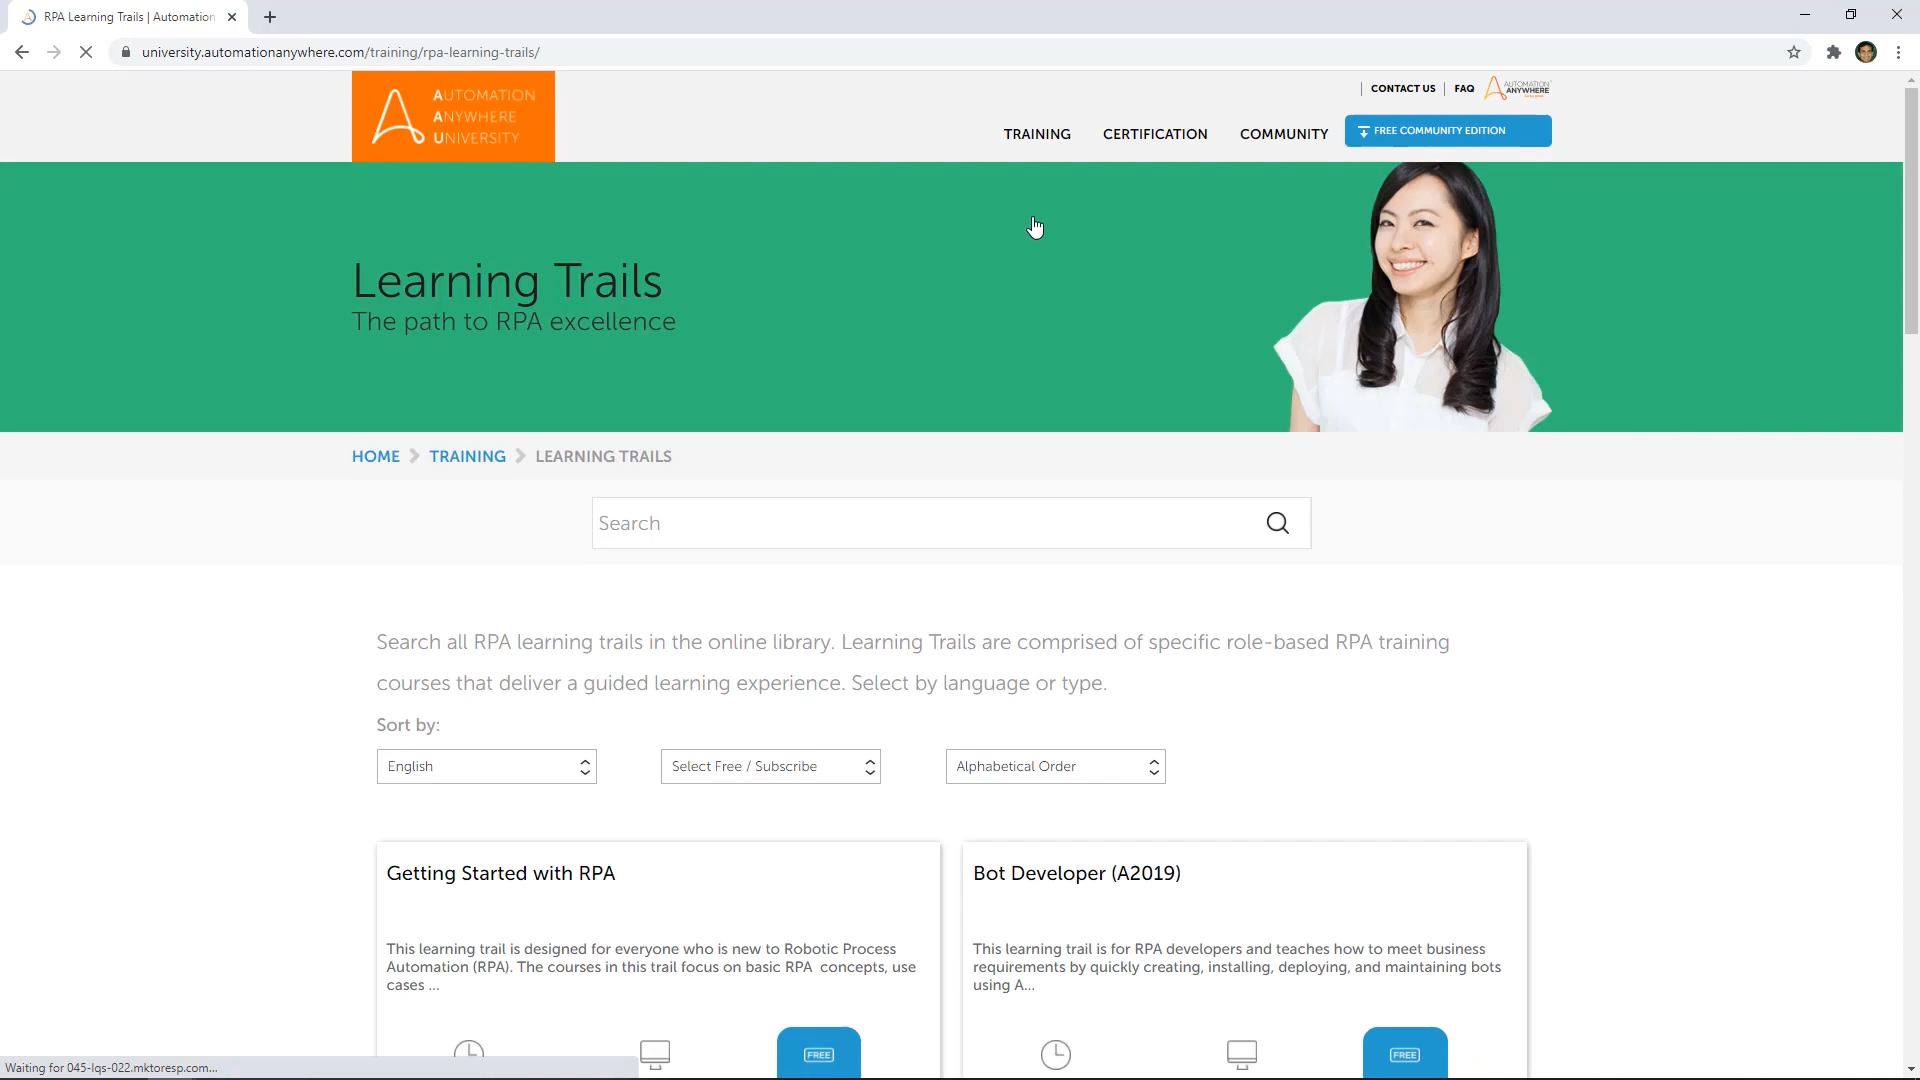 RPA Learning Trails | Automation
university.automationanywhere.com/training/rpa-learning-trails/
AUTOMATION
ANYWHERE
UNIVERSITY
CONTACT US
FAQ
AUTOMATION
ANYWHERE
TRAINING
CERTIFICATION
COMMUNITY
FREE COMMUNITY EDITION
Learning Trails
The path to RPA excellence
HOME
TRAINING
LEARNING TRAILS
Search
Search all RPA learning trails in the online library. Learning Trails are comprised of specific role-based RPA training
courses that deliver a guided learning experience. Select by language or type.
Sort by:
English
Select Free / Subscribe
Alphabetical Order
Getting Started with RPA
This learning trail is designed for everyone who is new to Robotic Process
Automation (RPA). The courses in this trail focus on basic RPA concepts, use
cases ...
FREE
Bot Developer (A2019)
This learning trail is for RPA developers and teaches how to meet business
requirements by quickly creating, installing, deploying, and maintaining bots
using A...
FREE
Waiting for 045-lqs-022.mktoresp.com...